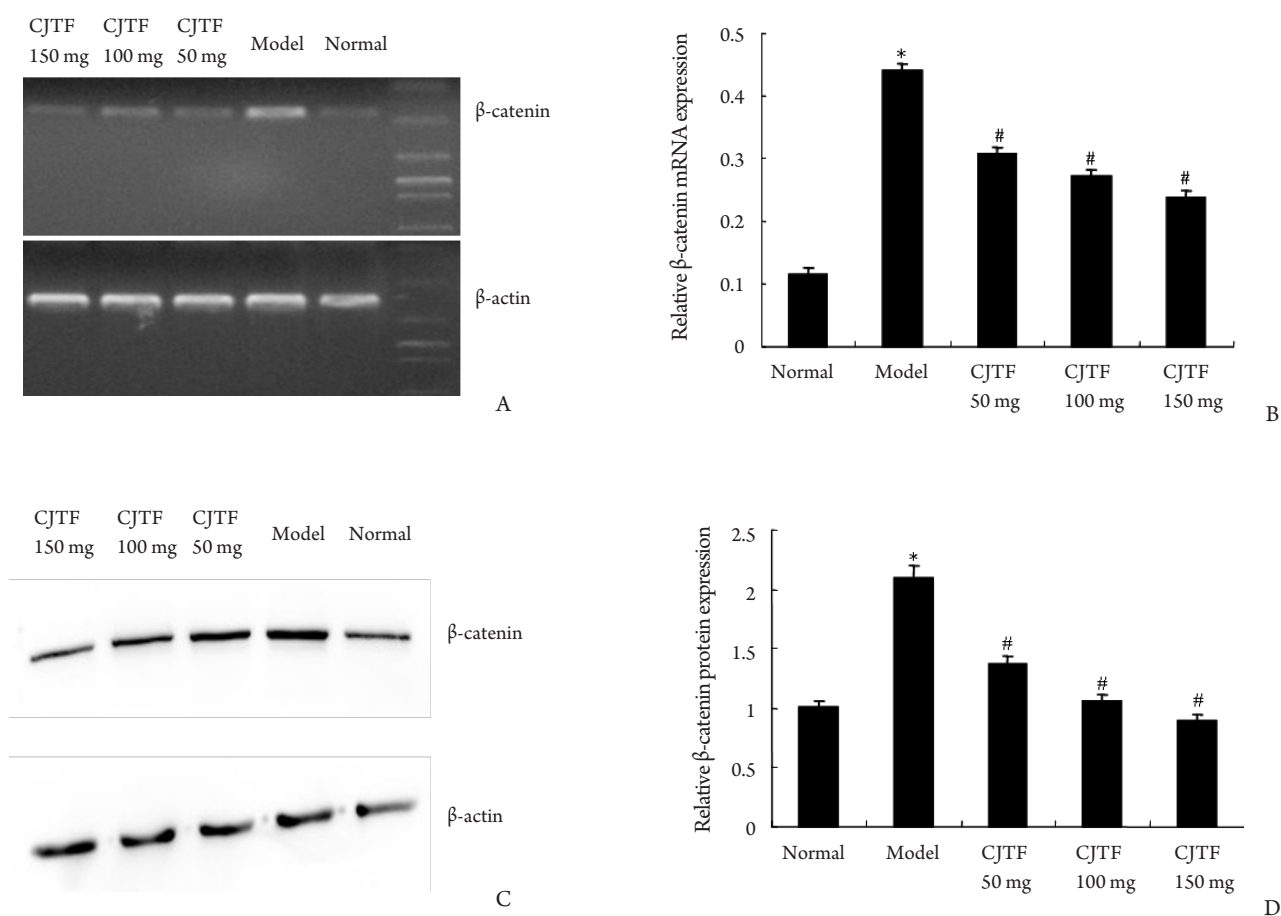 CJTF CJTF CJTF Model Normal
150 mg 100 mg 50 mg
β-catenin
β-actin
A
Relative β-catenin mRNA expression
0.5
0.4
0.3
0.2
0.1
0
*
#
#
#
Normal Model CJTF CJTF CJTF
50 mg 100 mg 150 mg
B
CJTF CJTF CJTF Model Normal
150 mg 100 mg 50 mg
β-catenin
β-actin
C
Relative β-catenin protein expression
2.5
2
1.5
1
0.5
0
*
#
#
#
Normal Model CJTF CJTF CJTF
50 mg 100 mg 150 mg
D